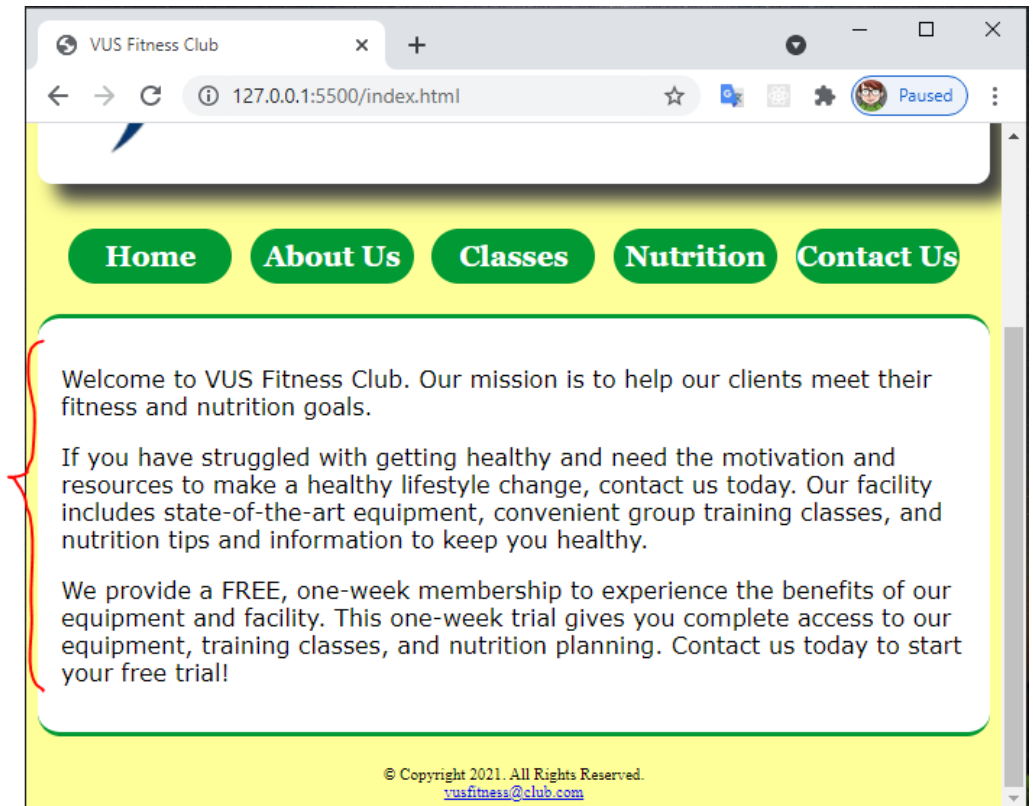 VUS Fitness Club
127.0.0.1:5500/index.html
Paused
Home About Us Classes Nutrition Contact Us
Welcome to VUS Fitness Club. Our mission is to help our clients meet their
fitness and nutrition goals.
If you have struggled with getting healthy and need the motivation and
resources to make a healthy lifestyle change, contact us today. Our facility
includes state-of-the-art equipment, convenient group training classes, and
nutrition tips and information to keep you healthy.
We provide a FREE, one-week membership to experience the benefits of our
equipment and facility. This one-week trial gives you complete access to our
equipment, training classes, and nutrition planning. Contact us today to start
your free trial!
© Copyright 2021. All Rights Reserved.
vusfitness@club.com